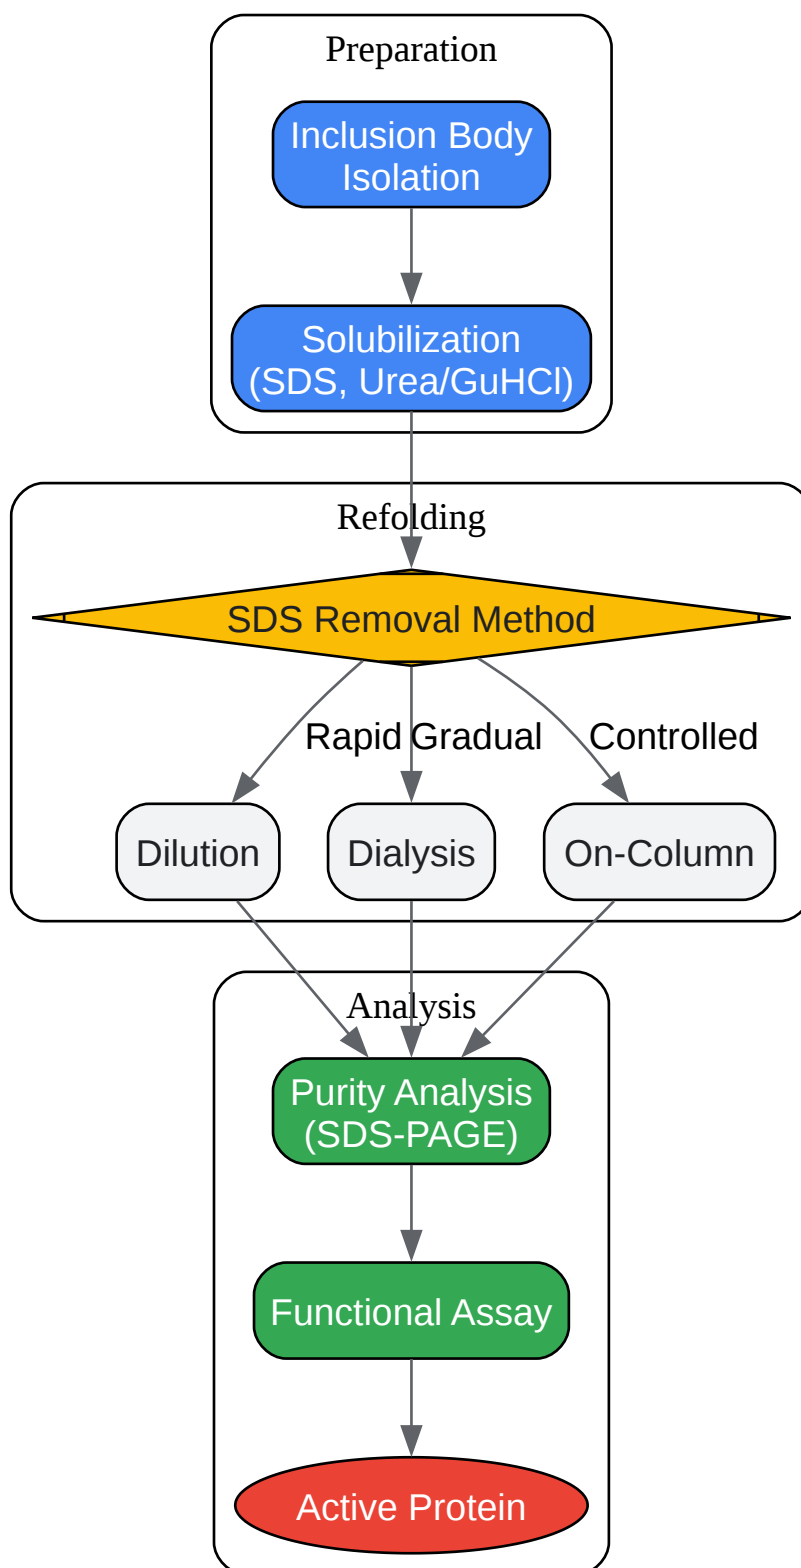 Preparation
Inclusion Body
Isolation
Solubilization
(SDS, Urea/GuHCl)
Refolding
SDS Removal Method
Rapid
Gradual
Controlled
Dilution
Dialysis
On-Column
Analysis
Purity Analysis
(SDS-PAGE)
Functional Assay
Active Protein